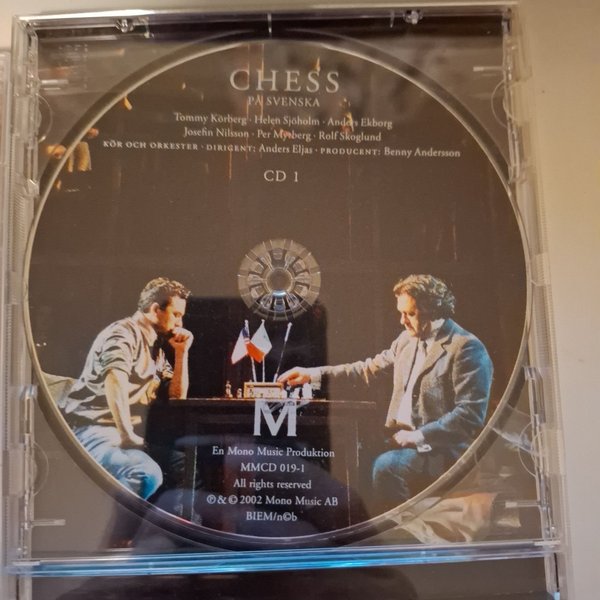 CHESS
PÅ SVENSKA
Tommy Körberg · Helen Sjöholm · Anders Ekborg
Josefin Nilsson · Per Myrberg · Rolf Skoglund
KÖR OCH ORKESTER · DIRIGENT: Anders Eljas · PRODUCENT: Benny Andersson
CD 1
M
En Mono Music Produktion
MMCD 019-1
All rights reserved
℗ & © 2002 Mono Music AB
BIEM/n©b